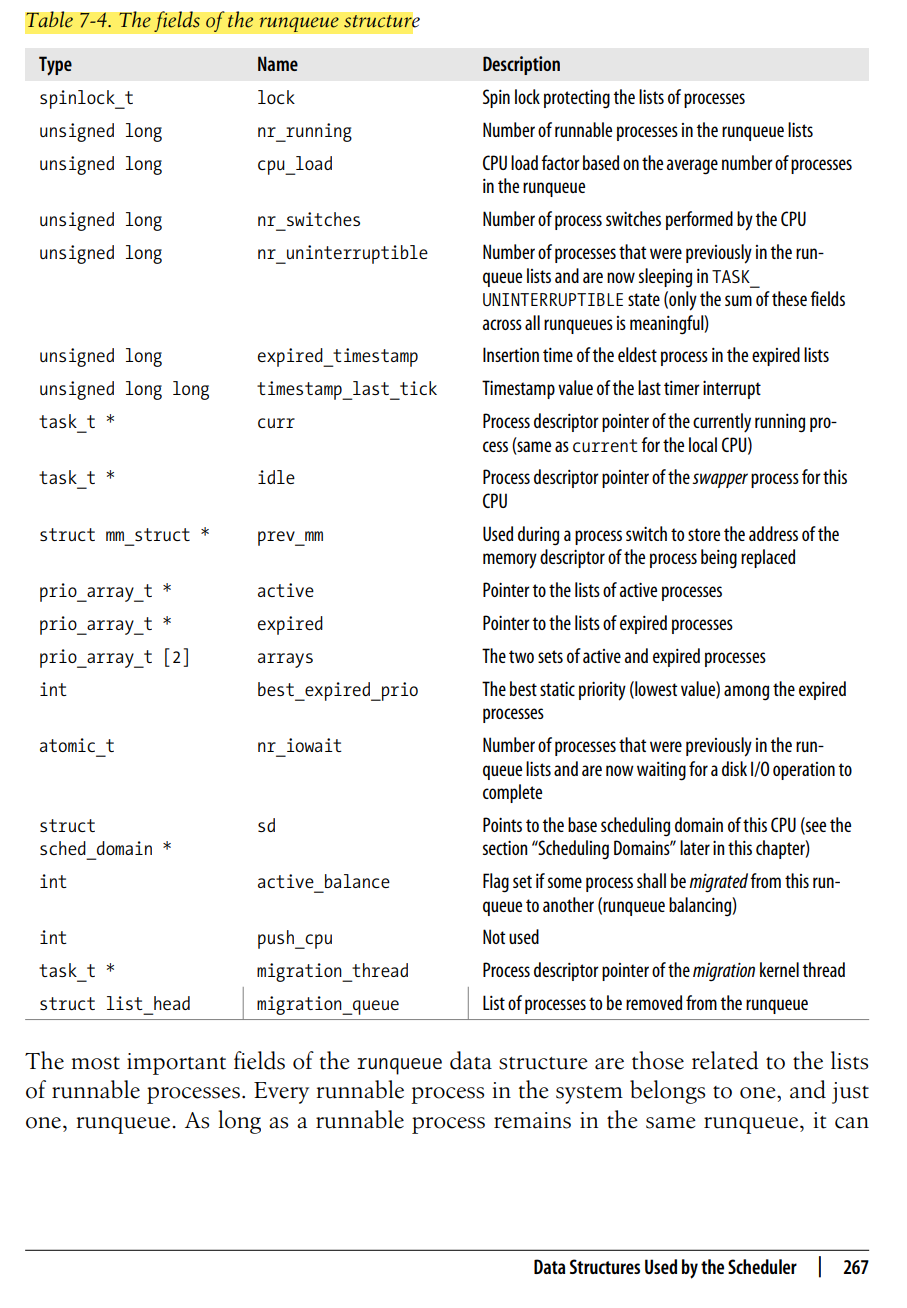 Table 7-4. The fields of the runqueue structure
Type Name Description
spinlock_t lock Spin lock protecting the lists of processes
unsigned long nr_running Number of runnable processes in the runqueue lists
unsigned long cpu_load CPU load factor based on the average number of processes
in the runqueue
unsigned long nr_switches Number of process switches performed by the CPU
unsigned long nr_uninterruptible Number of processes that were previously in the run-
queue lists and are now sleeping in TASK_
UNINTERRUPTIBLE state (only the sum of these fields
across all runqueues is meaningful)
unsigned long expired_timestamp Insertion time of the eldest process in the expired lists
unsigned long long timestamp_last_tick Timestamp value of the last timer interrupt
task_t * curr Process descriptor pointer of the currently running pro-
cess (same as current for the local CPU)
task_t * idle Process descriptor pointer of the swapper process for this
CPU
struct mm_struct * prev_mm Used during a process switch to store the address of the
memory descriptor of the process being replaced
prio_array_t * active Pointer to the lists of active processes
prio_array_t * expired Pointer to the lists of expired processes
prio_array_t [2] arrays The two sets of active and expired processes
int best_expired_prio The best static priority (lowest value) among the expired
processes
atomic_t nr_iowait Number of processes that were previously in the run-
queue lists and are now waiting for a disk I/O operation to
complete
struct sd Points to the base scheduling domain of this CPU (see the
sched_domain * section “Scheduling Domains” later in this chapter)
int active_balance Flag set if some process shall be migrated from this run-
queue to another (runqueue balancing)
int push_cpu Not used
task_t * migration_thread Process descriptor pointer of the migration kernel thread
struct list_head migration_queue List of processes to be removed from the runqueue
The most important fields of the runqueue data structure are those related to the lists
of runnable processes. Every runnable process in the system belongs to one, and just
one, runqueue. As long as a runnable process remains in the same runqueue, it can
Data Structures Used by the Scheduler | 267